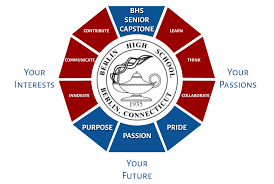 BHS
SENIOR
CAPSTONE
CONTRIBUTE
LEARN
COMMUNICATE
THINK
INNOVATE
COLLABORATE
PURPOSE
PASSION
PRIDE
BERLIN HIGH SCHOOL
1935
BERLIN, CONNECTICUT
Your
Interests
Your
Passions
Your
Future